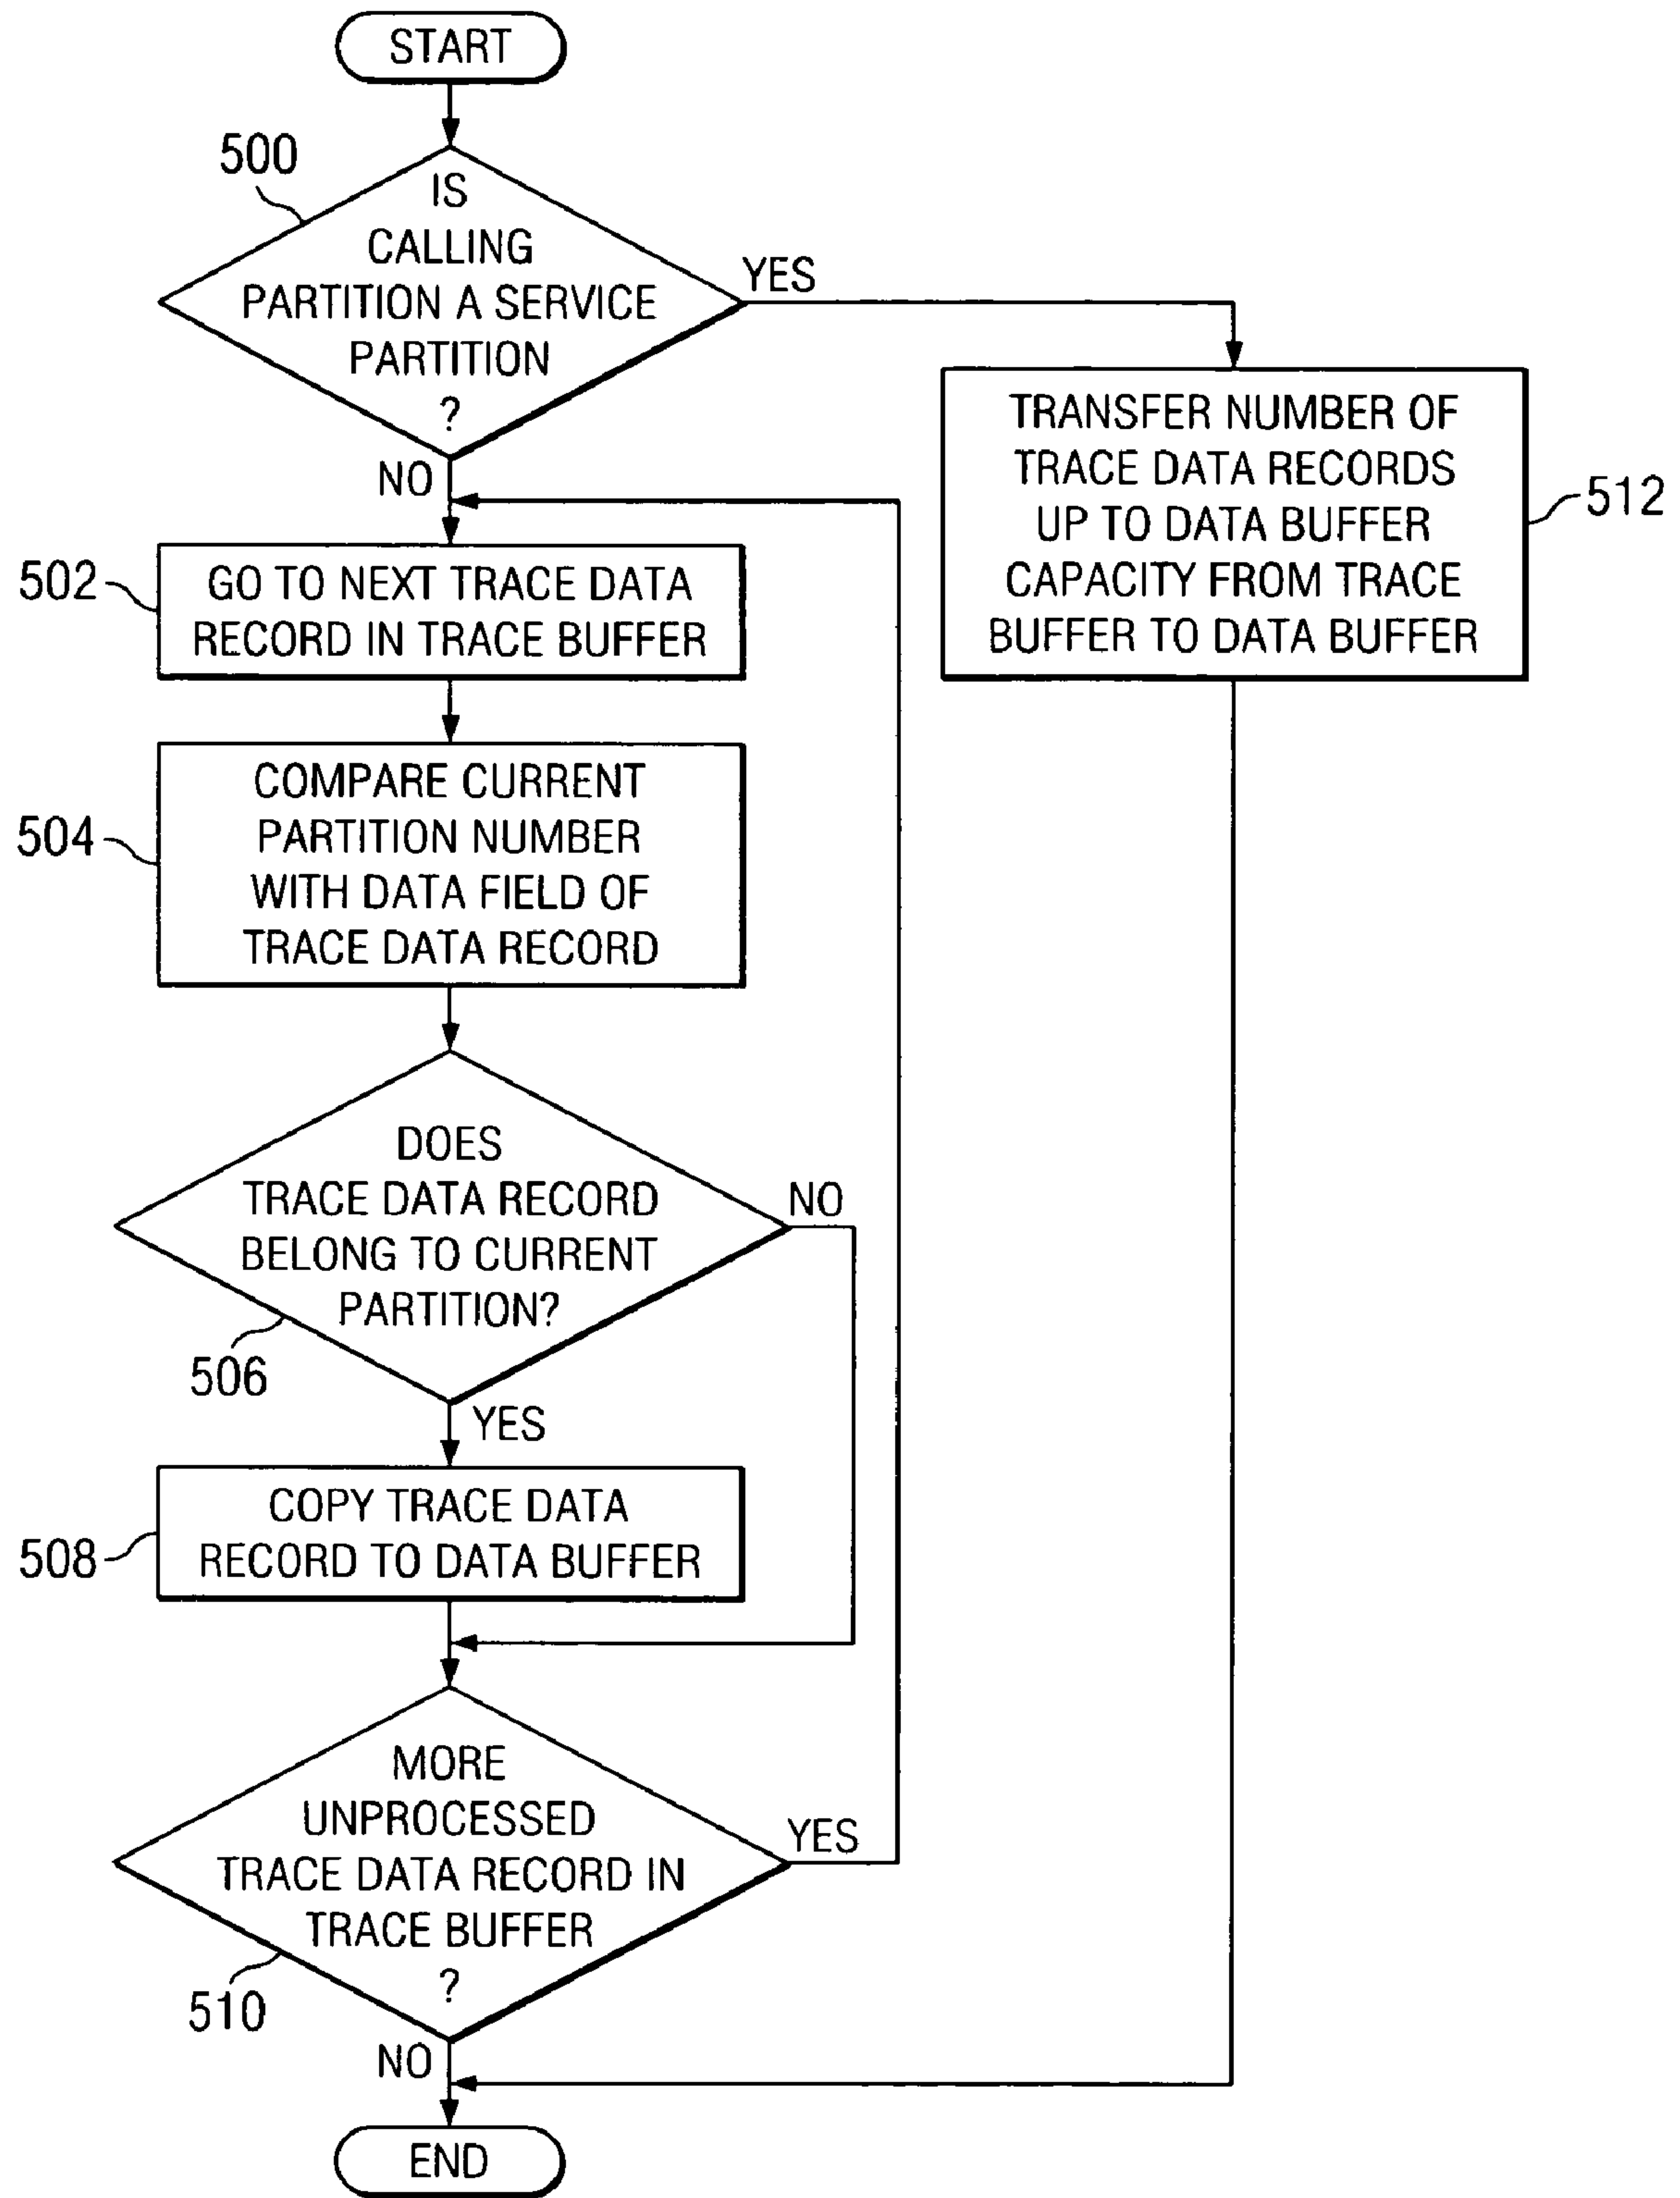 START
500
IS
CALLING
PARTITION A SERVICE
PARTITION
?
YES
NO
TRANSFER NUMBER OF
TRACE DATA RECORDS
UP TO DATA BUFFER
CAPACITY FROM TRACE
BUFFER TO DATA BUFFER
512
502
GO TO NEXT TRACE DATA
RECORD IN TRACE BUFFER
504
COMPARE CURRENT
PARTITION NUMBER
WITH DATA FIELD OF
TRACE DATA RECORD
DOES
TRACE DATA RECORD
BELONG TO CURRENT
PARTITION?
NO
506
YES
508
COPY TRACE DATA
RECORD TO DATA BUFFER
MORE
UNPROCESSED
TRACE DATA RECORD IN
TRACE BUFFER
?
YES
510
NO
END